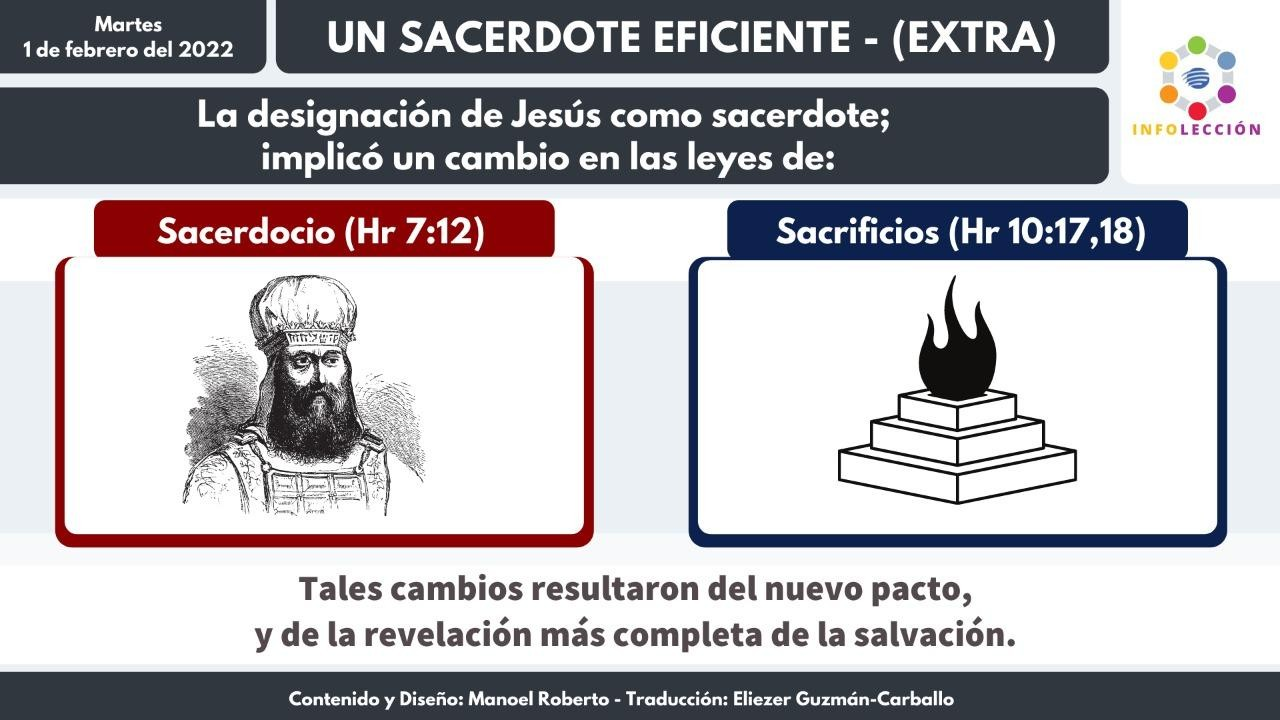 Martes
1 de febrero del 2022
UN SACERDOTE EFICIENTE - (EXTRA)
INFOLECCIÓN
La designación de Jesús como sacerdote;
implicó un cambio en las leyes de:
Sacerdocio (Hr 7:12)
Sacrificios (Hr 10:17,18)
Tales cambios resultaron del nuevo pacto,
y de la revelación más completa de la salvación.
Contenido y Diseño: Manoel Roberto - Traducción: Eliezer Guzmán-Carballo